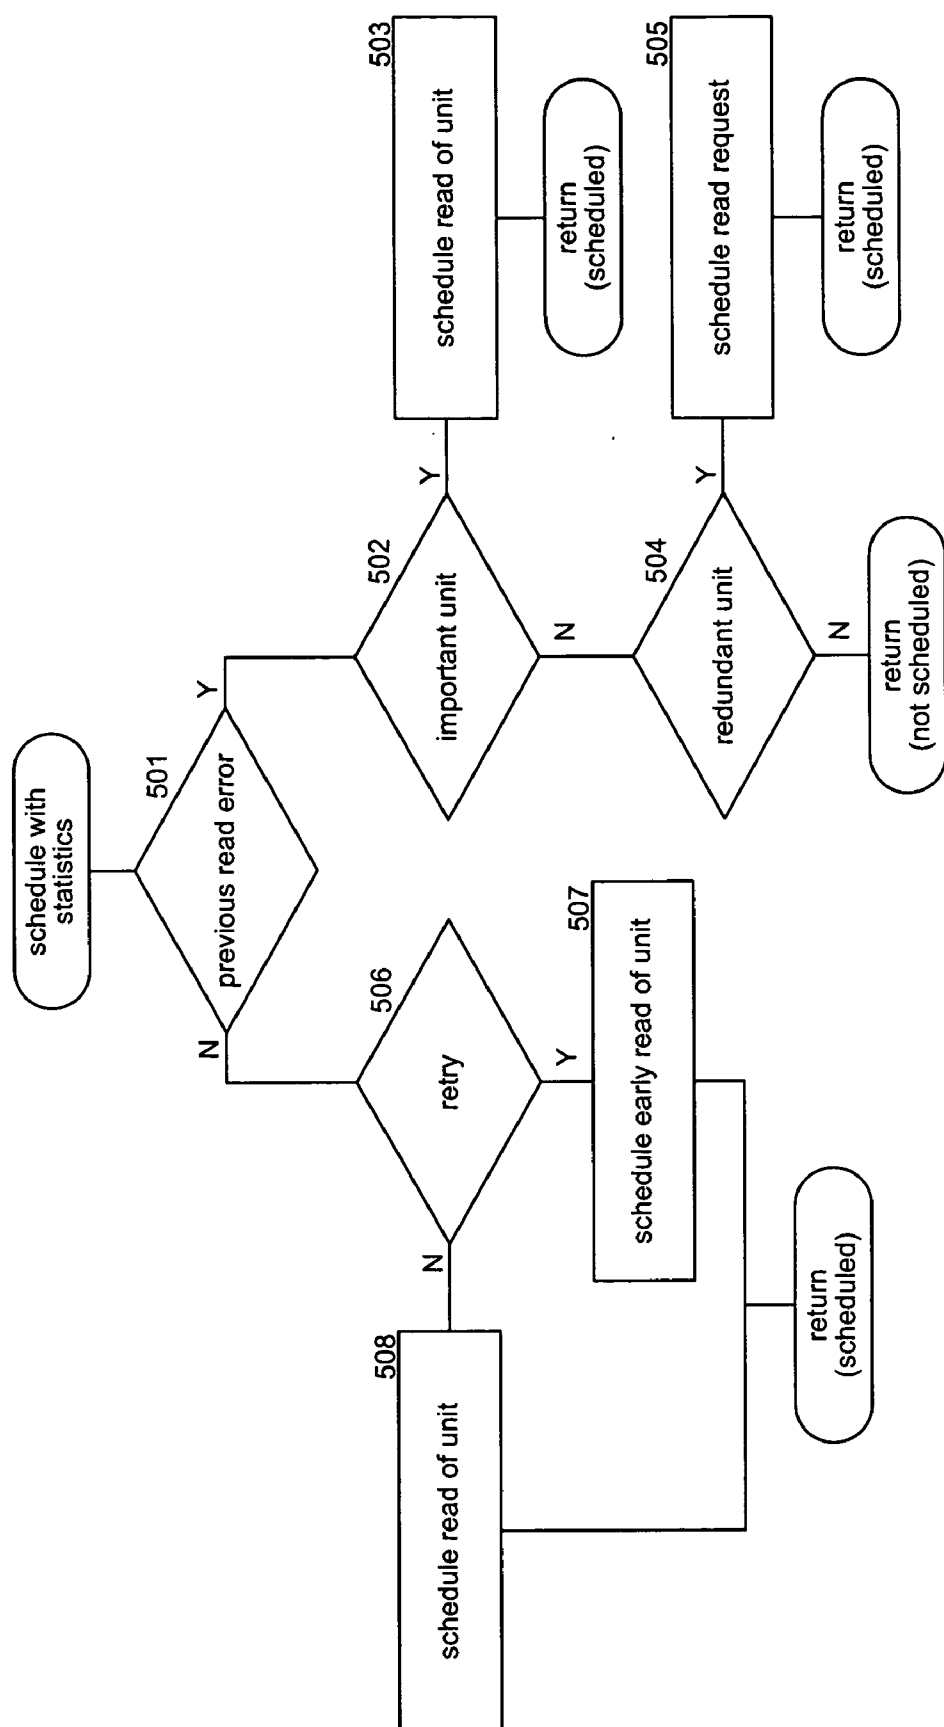 schedule with
statistics
501
previous read error
Y
N
502
important unit
Y
N
503
schedule read of unit
return
(scheduled)
504
redundant unit
Y
N
505
schedule read request
return
(scheduled)
return
(not scheduled)
506
retry
Y
N
507
schedule early read of unit
508
schedule read of unit
return
(scheduled)